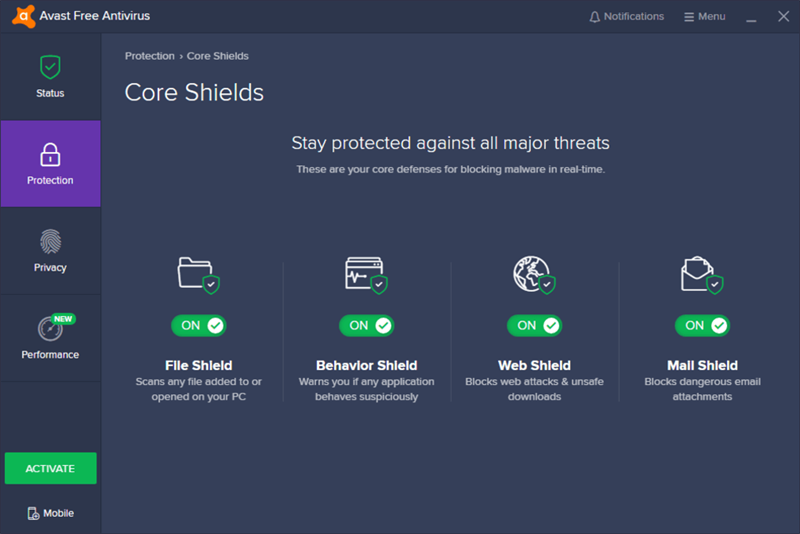 Avast Free Antivirus
Notifications
Menu
Status
Protection
Privacy
NEW
Performance
ACTIVATE
Mobile
Protection › Core Shields
Core Shields
Stay protected against all major threats
These are your core defenses for blocking malware in real-time.
ON
File Shield
Scans any file added to or
opened on your PC
ON
Behavior Shield
Warns you if any application
behaves suspiciously
ON
Web Shield
Blocks web attacks & unsafe
downloads
ON
Mail Shield
Blocks dangerous email
attachments